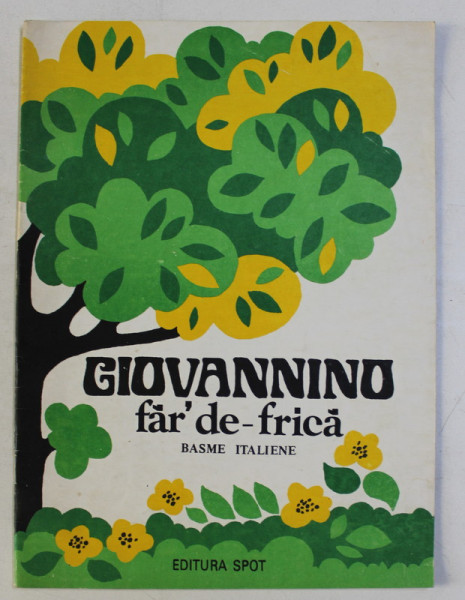 GIOVANNINO
făr'de-frică
BASME ITALIENE
EDITURA SPOT